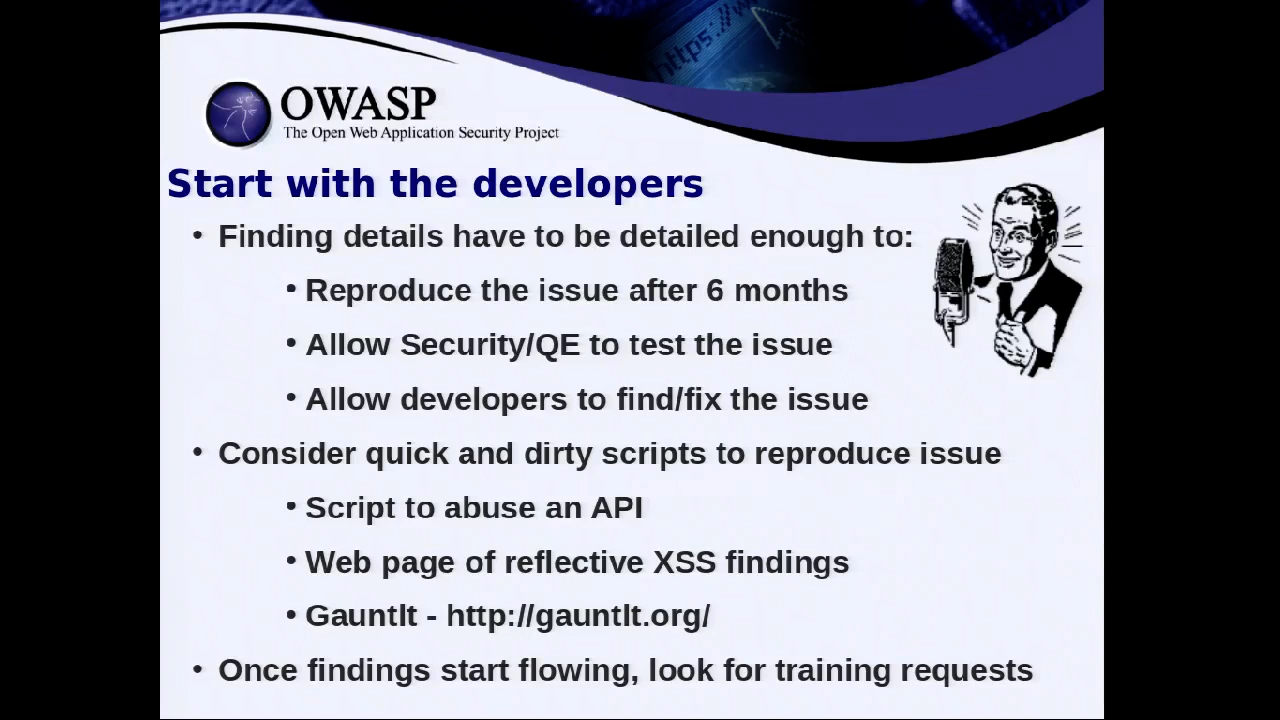 https://w
OWASP
The Open Web Application Security Project
Start with the developers
• Finding details have to be detailed enough to:
• Reproduce the issue after 6 months
• Allow Security/QE to test the issue
• Allow developers to find/fix the issue
• Consider quick and dirty scripts to reproduce issue
• Script to abuse an API
• Web page of reflective XSS findings
• Gauntlt - http://gauntlt.org/
• Once findings start flowing, look for training requests